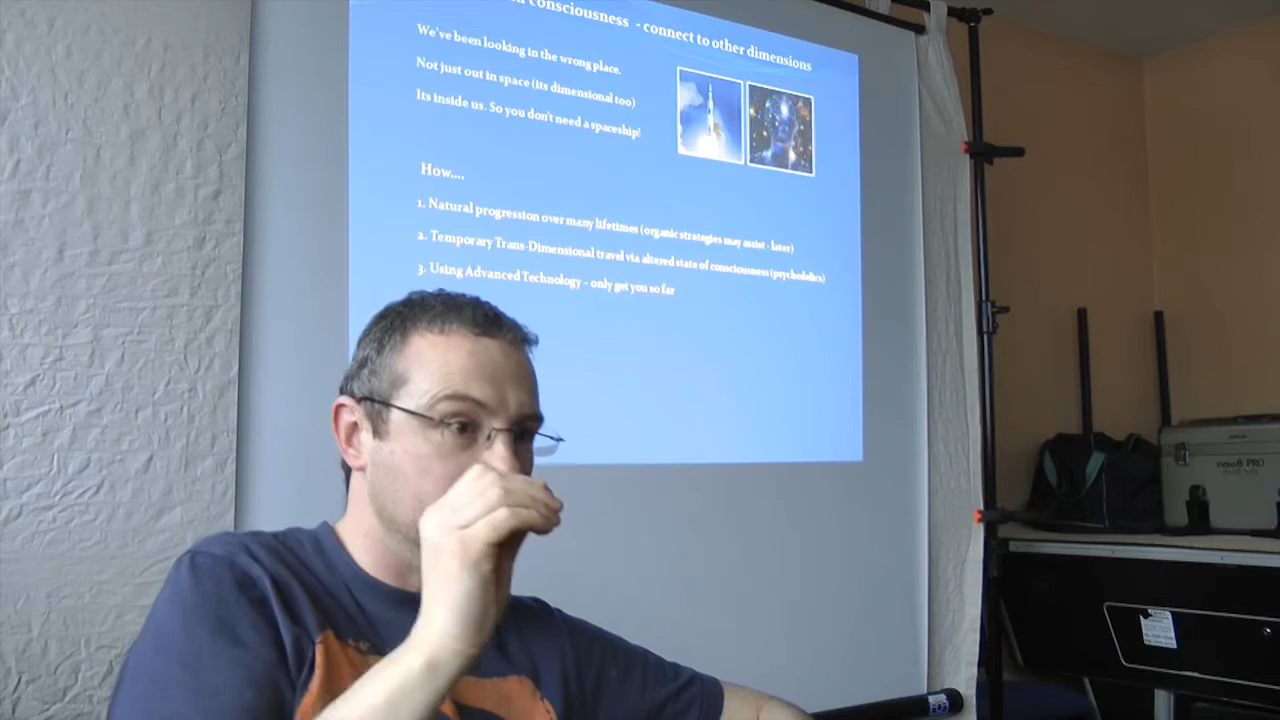 consciousness - connect to other dimensions
We've been looking in the wrong place.
Not just out in space (its dimensional too)
Its inside us. So you don't need a spaceship!
How....
1. Natural progression over many lifetimes (organic strategies may assist - later)
2. Temporary Trans-Dimensional travel via altered state of consciousness (psychedelics)
3. Using Advanced Technology - only get you so far
Video8 PRO